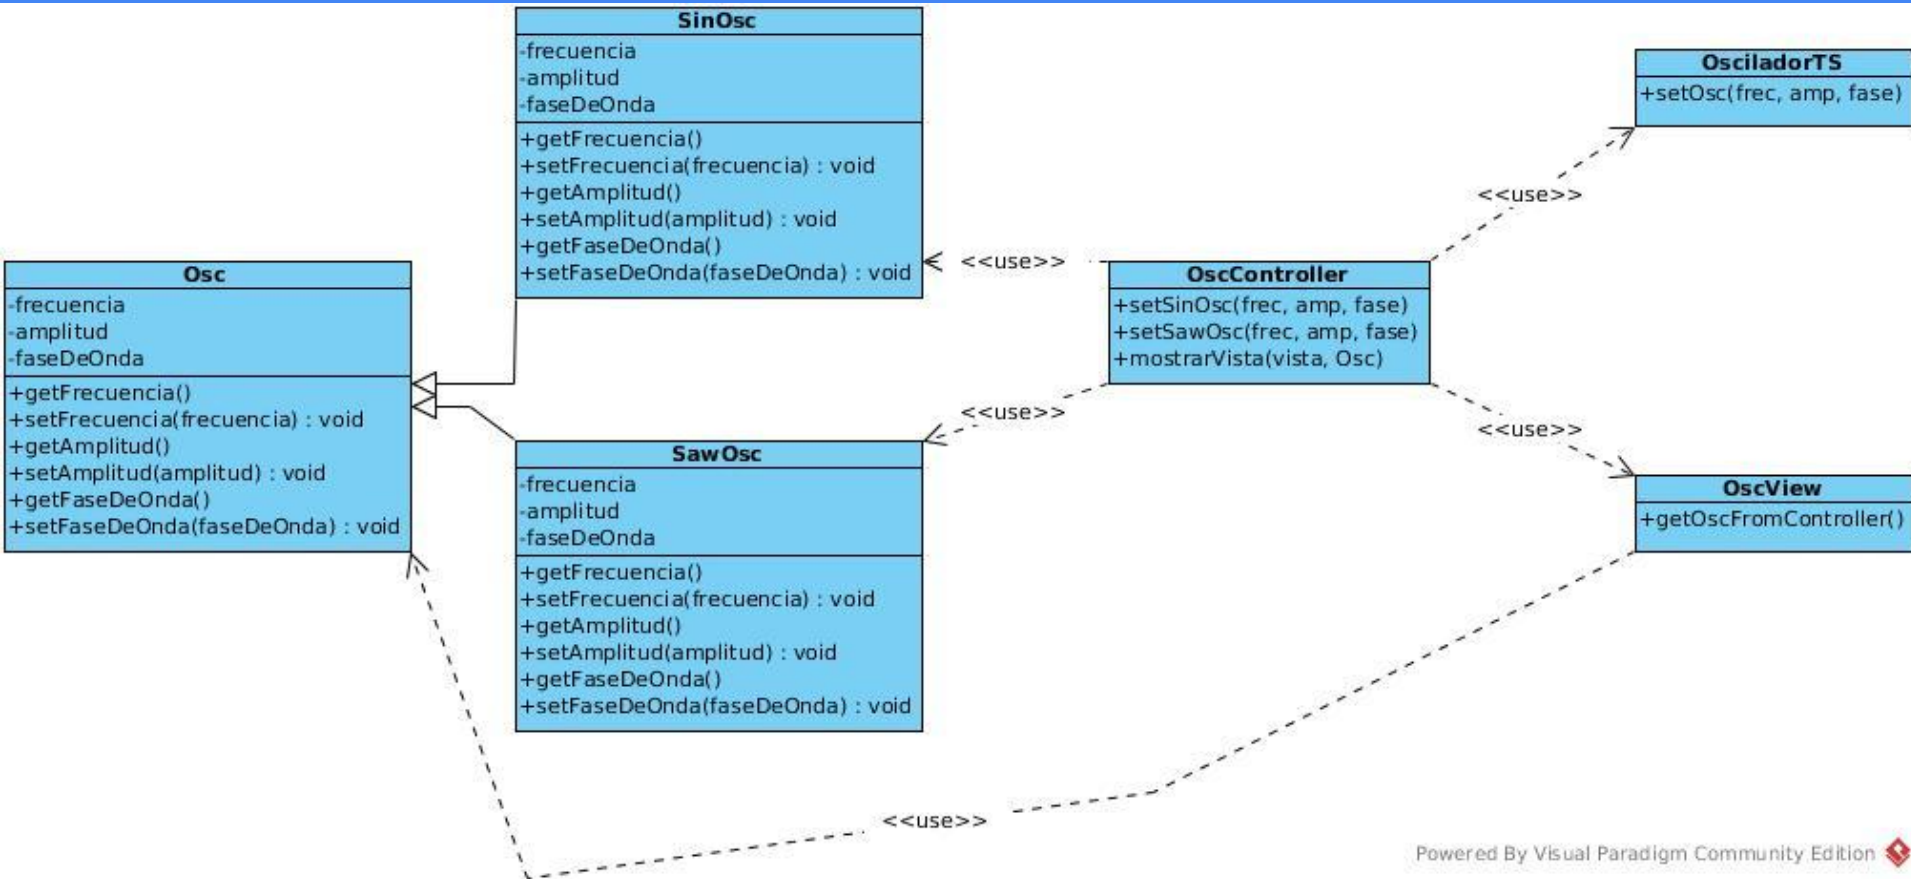 SinOsc
-frecuencia
-amplitud
-faseDeOnda
+getFrecuencia()
+setFrecuencia(frecuencia) : void
+getAmplitud()
+setAmplitud(amplitud) : void
+getFaseDeOnda()
+setFaseDeOnda(faseDeOnda) : void
OsciladorTS
+setOsc(frec, amp, fase)
<<use>>
<<use>>
Osc
-frecuencia
-amplitud
-faseDeOnda
+getFrecuencia()
+setFrecuencia(frecuencia) : void
+getAmplitud()
+setAmplitud(amplitud) : void
+getFaseDeOnda()
+setFaseDeOnda(faseDeOnda) : void
OscController
+setSinOsc(frec, amp, fase)
+setSawOsc(frec, amp, fase)
+mostrarVista(vista, Osc)
<<use>>
<<use>>
SawOsc
-frecuencia
-amplitud
-faseDeOnda
+getFrecuencia()
+setFrecuencia(frecuencia) : void
+getAmplitud()
+setAmplitud(amplitud) : void
+getFaseDeOnda()
+setFaseDeOnda(faseDeOnda) : void
OscView
+getOscFromController()
<<use>>
Powered By Visual Paradigm Community Edition